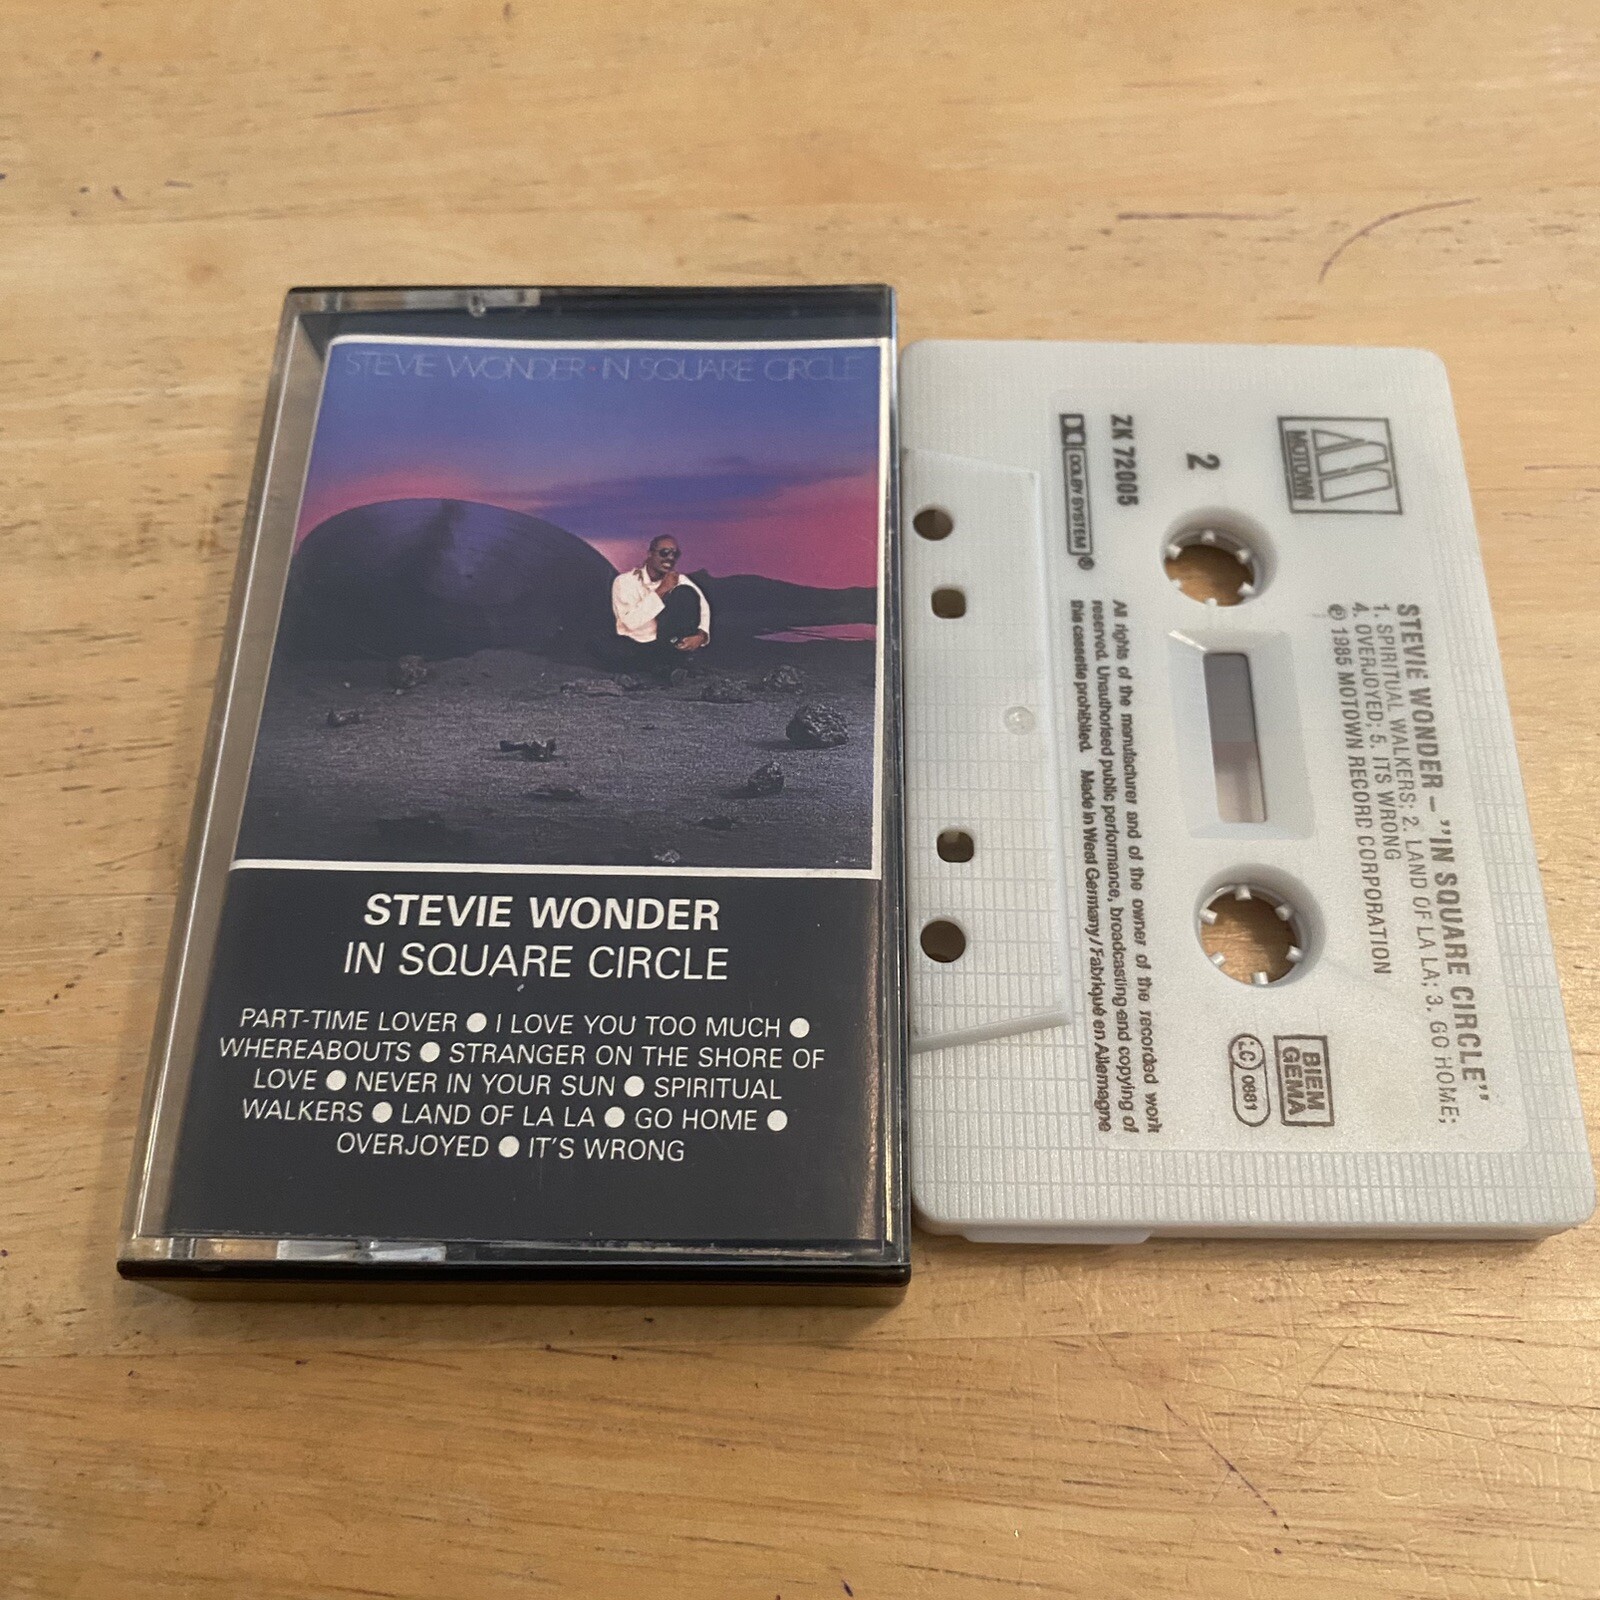 STEVIE WONDER · IN SQUARE CIRCLE
STEVIE WONDER
IN SQUARE CIRCLE
PART-TIME LOVER ● I LOVE YOU TOO MUCH ●
WHEREABOUTS ● STRANGER ON THE SHORE OF
LOVE ● NEVER IN YOUR SUN ● SPIRITUAL
WALKERS ● LAND OF LA LA ● GO HOME ●
OVERJOYED ● IT'S WRONG
MOTOWN
STEVIE WONDER – "IN SQUARE CIRCLE"
1. SPIRITUAL WALKERS; 2. LAND OF LA LA; 3. GO HOME;
4. OVERJOYED; 5. ITS WRONG
℗ 1985 MOTOWN RECORD CORPORATION
BIEM
GEMA
LC 0881
2
ZK 72005
DOLBY SYSTEM®
All rights of the manufacturer and of the owner of the recorded work
reserved. Unauthorised public performance, broadcasting and copying of
this cassette prohibited. Made in West Germany/Fabriqué en Allemagne